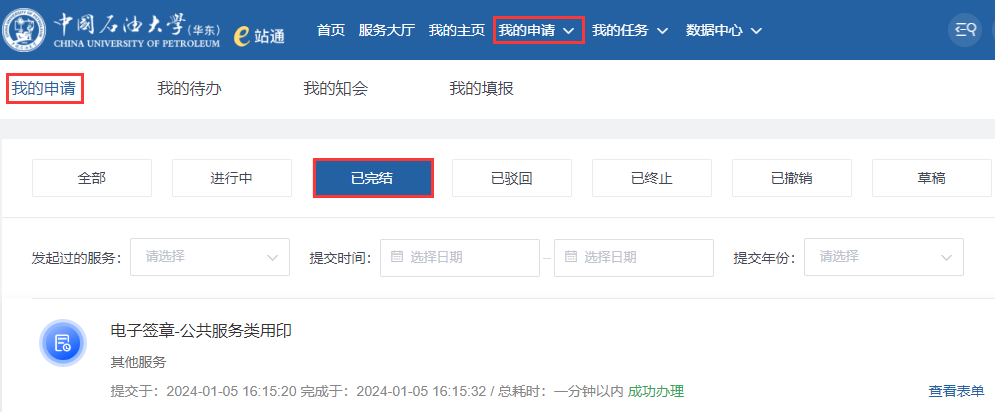 中国石油大学(华东) e站通 首页 服务大厅 我的主页 我的申请 我的任务 数据中心
CHINA UNIVERSITY OF PETROLEUM
我的申请 我的待办 我的知会 我的填报
全部 进行中 已完结 已驳回 已终止 已撤销 草稿
发起过的服务： 请选择 提交时间： 选择日期 – 选择日期 提交年份： 请选择
电子签章-公共服务类用印
其他服务
提交于：2024-01-05 16:15:20 完成于：2024-01-05 16:15:32 / 总耗时：一分钟以内 成功办理 查看表单